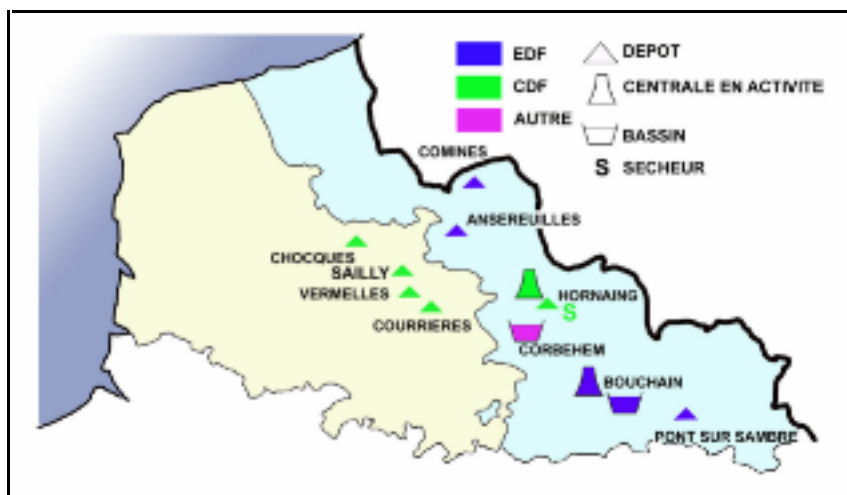 EDF
DEPOT
CDF
CENTRALE EN ACTIVITE
AUTRE
BASSIN
S SECHEUR
COMINES
ANSEREUILLES
CHOCQUES
SAILLY
VERMELLES
HORNAING
S
COURRIERES
CORBEHEM
BOUCHAIN
PONT SUR SAMBRE